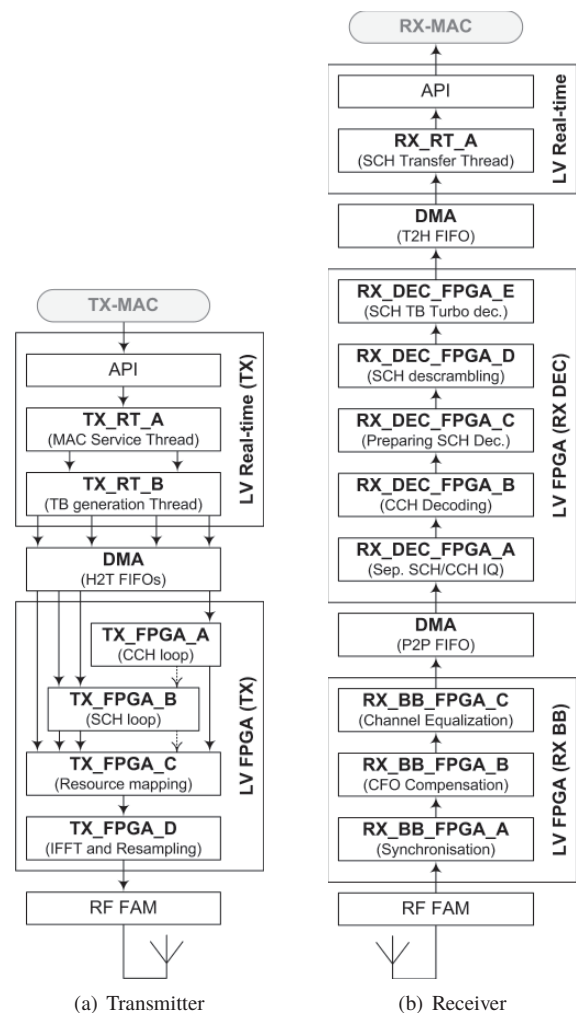 TX-MAC
API
TX_RT_A
(MAC Service Thread)
TX_RT_B
(TB generation Thread)
LV Real-time (TX)
DMA
(H2T FIFOs)
TX_FPGA_A
(CCH loop)
TX_FPGA_B
(SCH loop)
TX_FPGA_C
(Resource mapping)
TX_FPGA_D
(IFFT and Resampling)
LV FPGA (TX)
RF FAM
(a) Transmitter
RX-MAC
API
RX_RT_A
(SCH Transfer Thread)
LV Real-time
DMA
(T2H FIFO)
RX_DEC_FPGA_E
(SCH TB Turbo dec.)
RX_DEC_FPGA_D
(SCH descrambling)
RX_DEC_FPGA_C
(Preparing SCH Dec.)
RX_DEC_FPGA_B
(CCH Decoding)
RX_DEC_FPGA_A
(Sep. SCH/CCH IQ)
LV FPGA (RX DEC)
DMA
(P2P FIFO)
RX_BB_FPGA_C
(Channel Equalization)
RX_BB_FPGA_B
(CFO Compensation)
RX_BB_FPGA_A
(Synchronisation)
LV FPGA (RX BB)
RF FAM
(b) Receiver